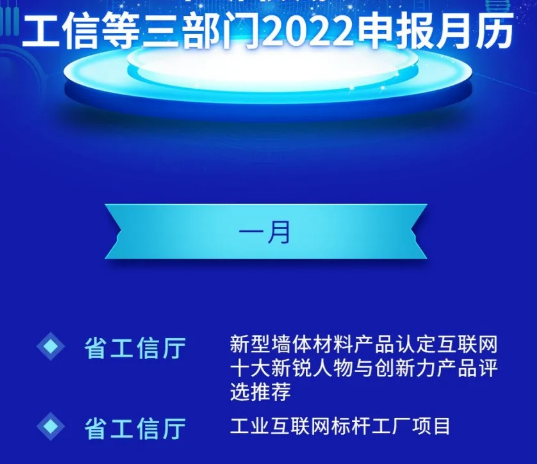 工信等三部门2022申报月历
一月
省工信厅
新型墙体材料产品认定互联网
十大新锐人物与创新力产品评
选推荐
省工信厅
工业互联网标杆工厂项目